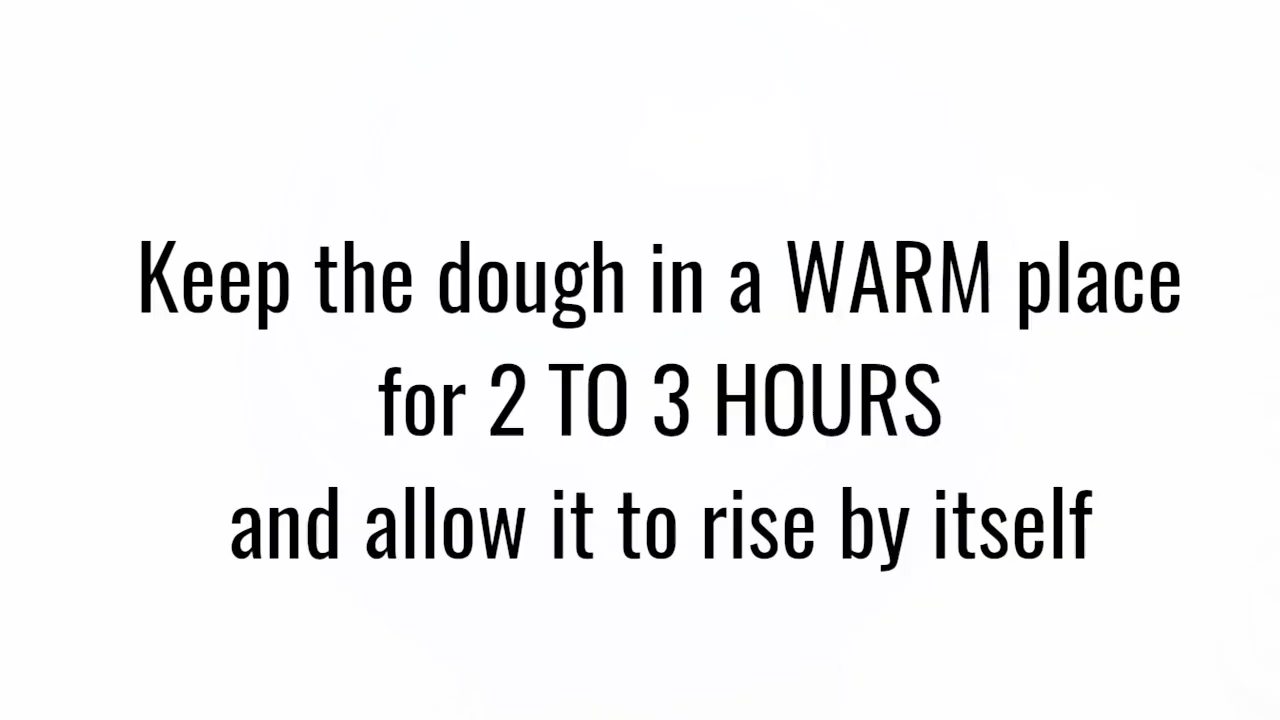 Keep the dough in a WARM place
for 2 TO 3 HOURS
and allow it to rise by itself